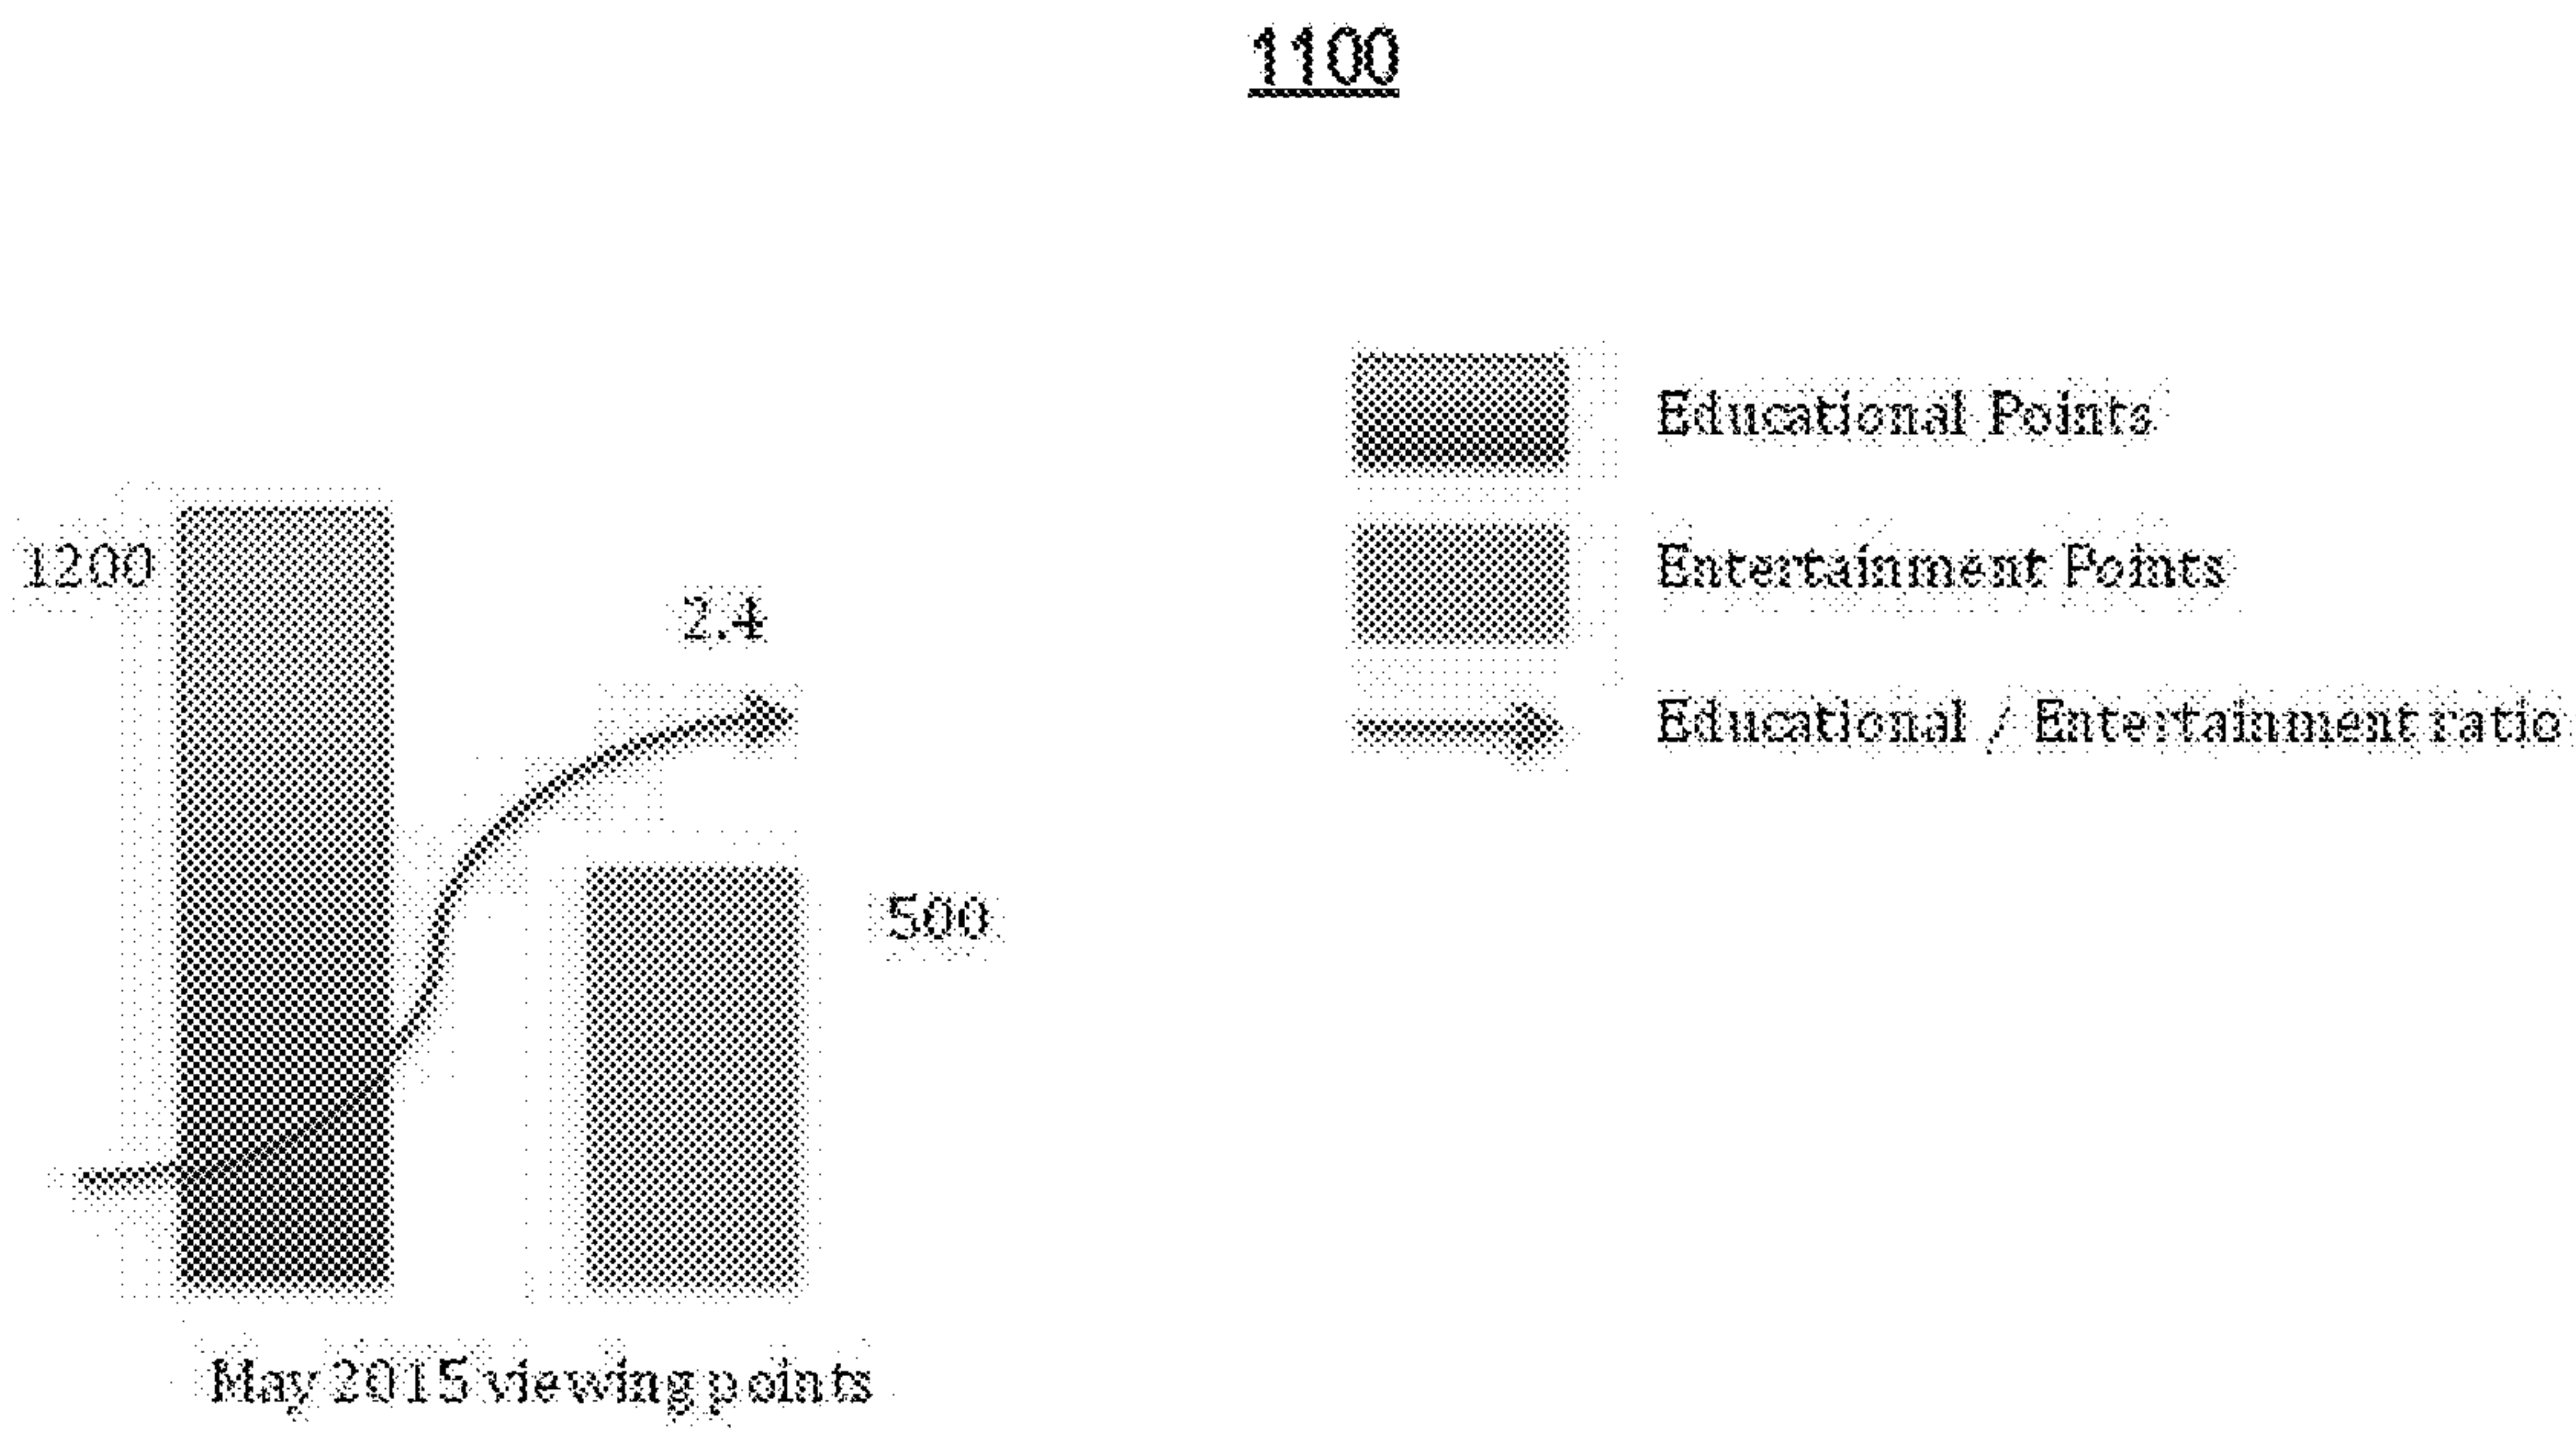 1100
Educational Points
1200
Entertainment Points
2.4
Educational / Entertainment ratio
500
May 2015 viewing points